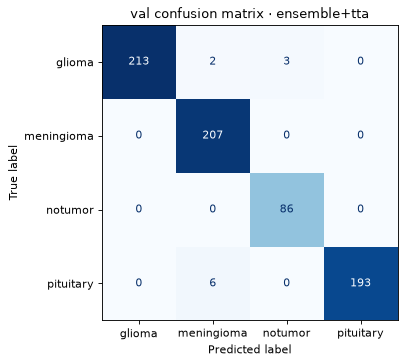 val confusion matrix · ensemble+tta
True label
glioma 213 2 3 0
meningioma 0 207 0 0
notumor 0 0 86 0
pituitary 0 6 0 193
glioma meningioma notumor pituitary
Predicted label